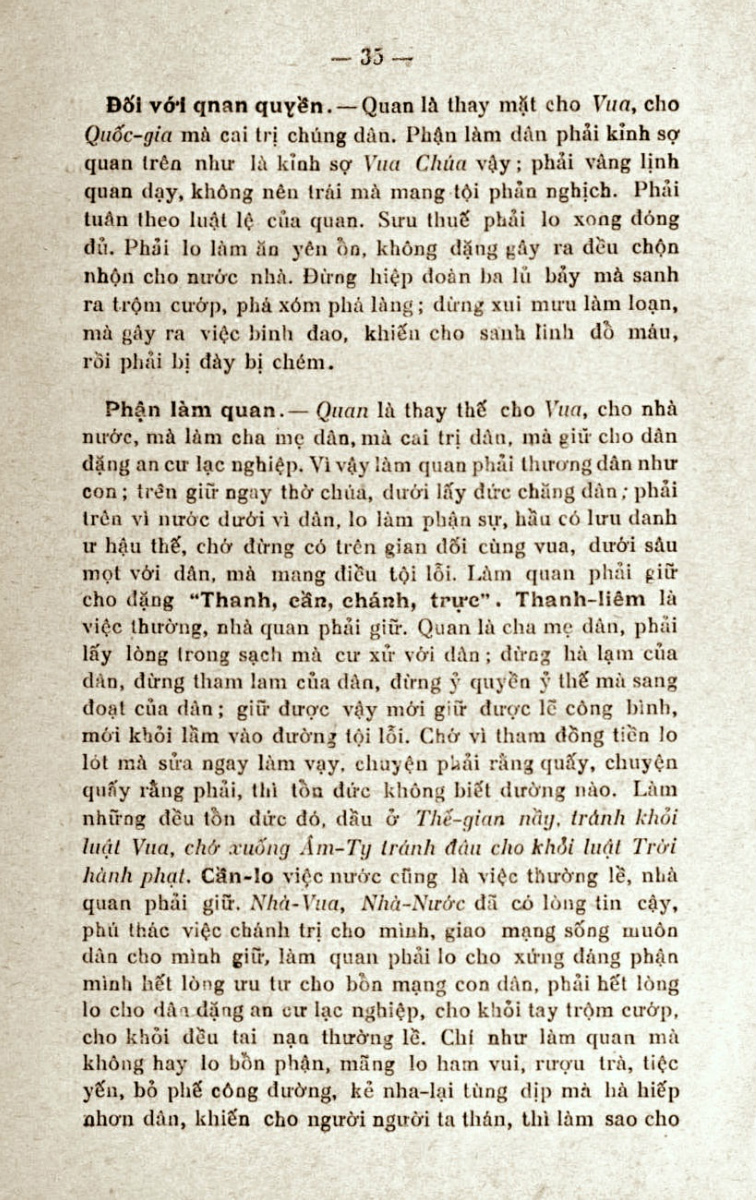 — 35 —
Đối với qnan quyền.—Quan là thay mặt cho Vua, cho
Quốc-gia mà cai trị chúng dân. Phận làm dân phải kỉnh sợ
quan trên như là kỉnh sợ Vua Chúa vậy; phải vâng lịnh
quan dạy, không nên trái mà mang tội phản nghịch. Phải
tuân theo luật lệ của quan. Sưu thuế phải lo xong đóng
đủ. Phải lo làm ăn yên ổn, không dặng gây ra đều chộn
nhộn cho nước nhà. Đừng hiệp đoàn ba lủ bảy mà sanh
ra trộm cướp, phá xóm phá làng; đừng xui mưu làm loạn,
mà gây ra việc binh đao, khiến cho sanh linh đổ máu,
rồi phải bị đày bị chém.
Phận làm quan.— Quan là thay thế cho Vua, cho nhà
nước, mà làm cha mẹ dân, mà cai trị dân, mà giữ cho dân
dặng an cư lạc nghiệp. Vì vậy làm quan phải thương dân như
con; trên giữ ngay thờ chúa, dưới lấy đức chăng dân; phải
trên vì nước dưới vì dân, lo làm phận sự, hầu có lưu danh
ư hậu thế, chớ đừng có trên gian dối cùng vua, dưới sâu
mọt với dân, mà mang điều tội lỗi. Làm quan phải giữ
cho dặng "Thanh, cần, chánh, trực". Thanh-liêm là
việc thường, nhà quan phải giữ. Quan là cha mẹ dân, phải
lấy lòng trong sạch mà cư xử với dân; đừng hà lạm của
dân, đừng tham lam của dân, đừng ỷ quyền ỷ thế mà sang
đoạt của dân; giữ được vậy mới giữ được lẽ công bình,
mới khỏi lầm vào đường tội lỗi. Chớ vì tham đồng tiền lo
lót mà sửa ngay làm vạy, chuyện phải rằng quấy, chuyện
quấy rằng phải, thì tổn đức không biết dường nào. Làm
những đều tổn đức đó, dầu ở Thế-gian nầy, tránh khỏi
luật Vua, chớ xuống Âm-Ty tránh đâu cho khỏi luật Trời
hành phạt. Cần-lo việc nước cũng là việc thường lề, nhà
quan phải giữ. Nhà-Vua, Nhà-Nước đã có lòng tin cậy,
phú thác việc chánh trị cho mình, giao mạng sống muôn
dân cho mình giữ, làm quan phải lo cho xứng đáng phận
mình hết lòng ưu tư cho bổn mạng con dân, phải hết lòng
lo cho dân dặng an cư lạc nghiệp, cho khỏi tay trộm cướp,
cho khỏi đều tai nạn thường lề. Chí như làm quan mà
không hay lo bổn phận, mãng lo ham vui, rượu trà, tiệc
yến, bỏ phế công đường, kẻ nha-lại tùng dịp mà hà hiếp
nhơn dân, khiến cho người người ta thán, thì làm sao cho